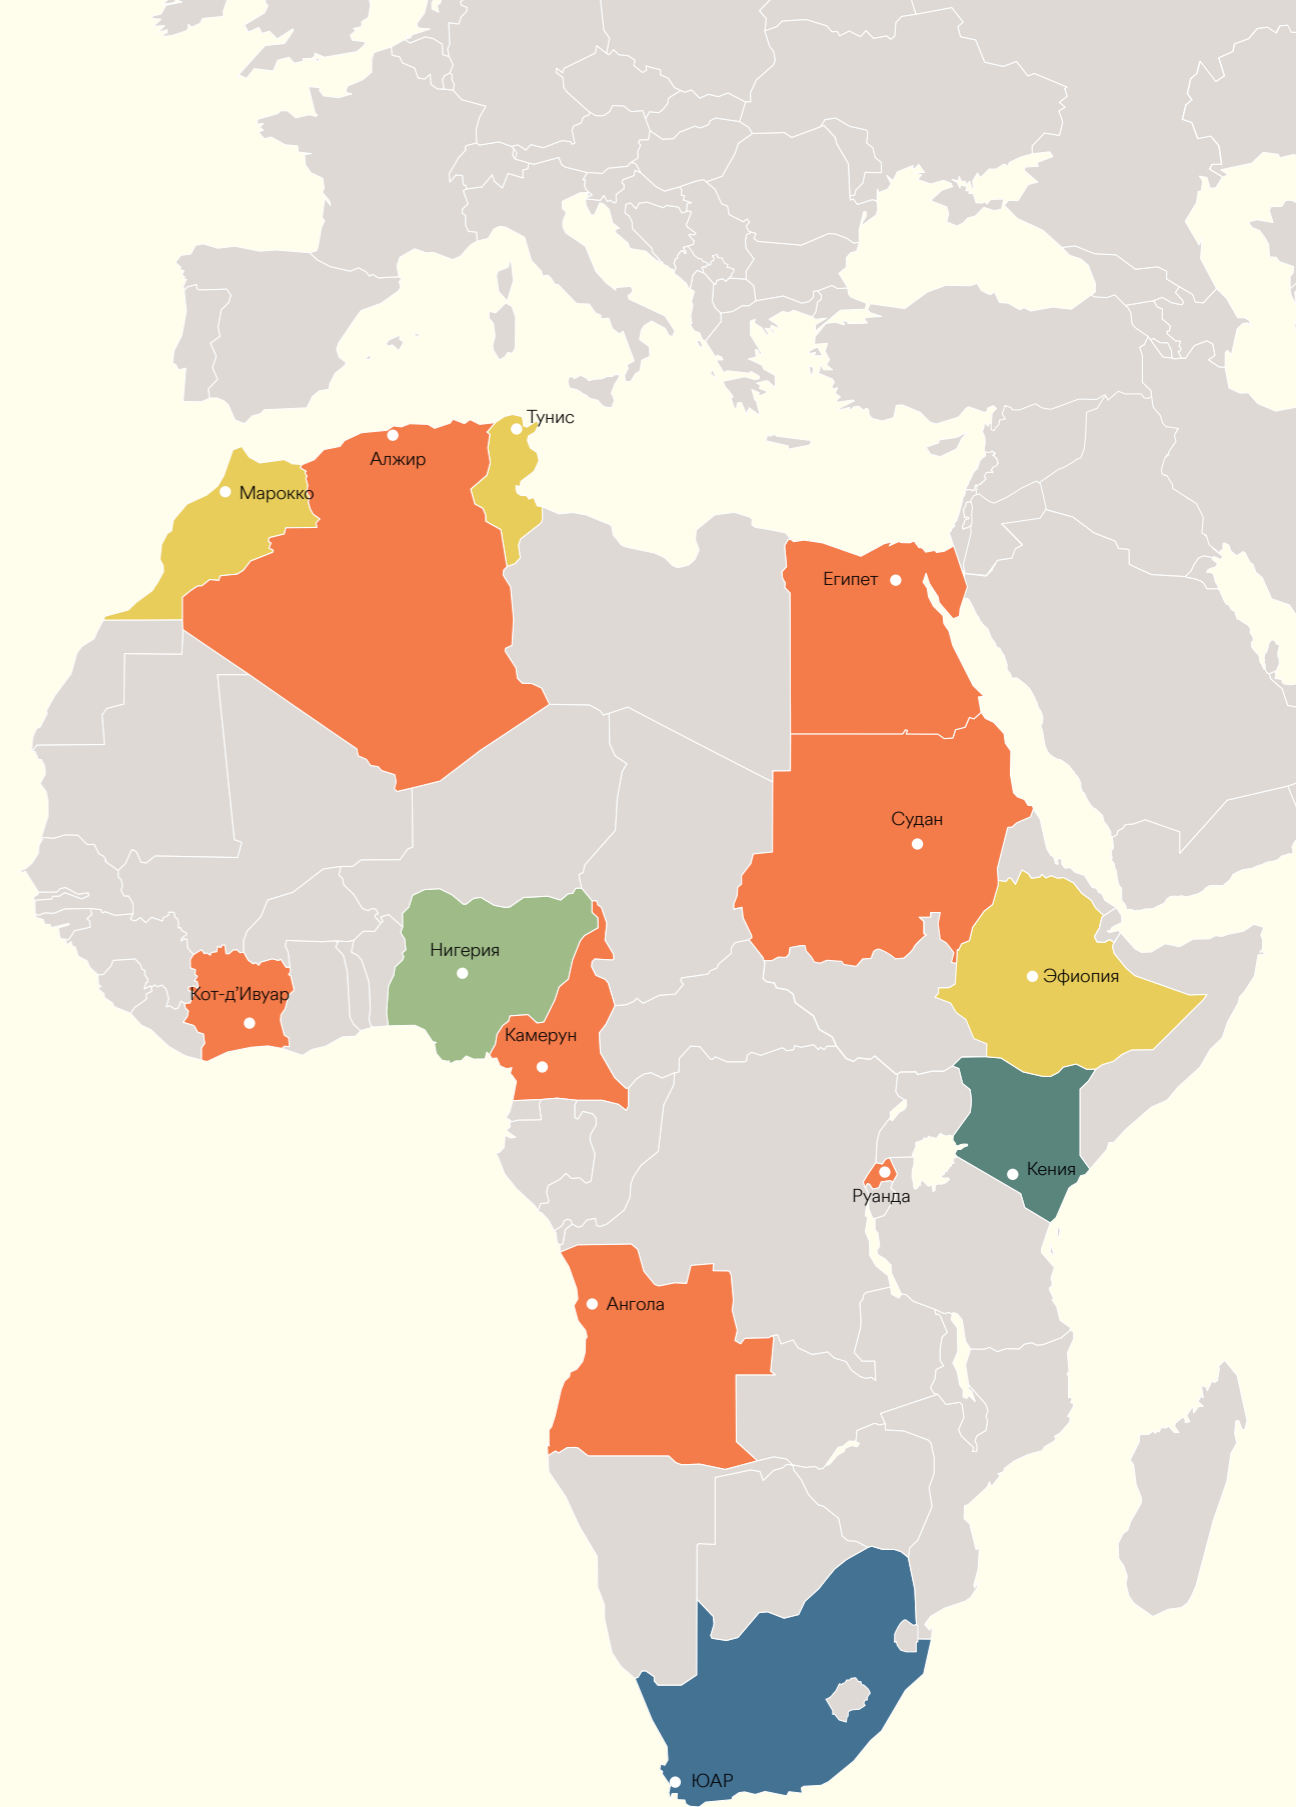 Тунис
Алжир
Марокко
Египет
Судан
Нигерия
Эфиопия
Кот-д’Ивуар
Камерун
Кения
Руанда
Ангола
ЮАР